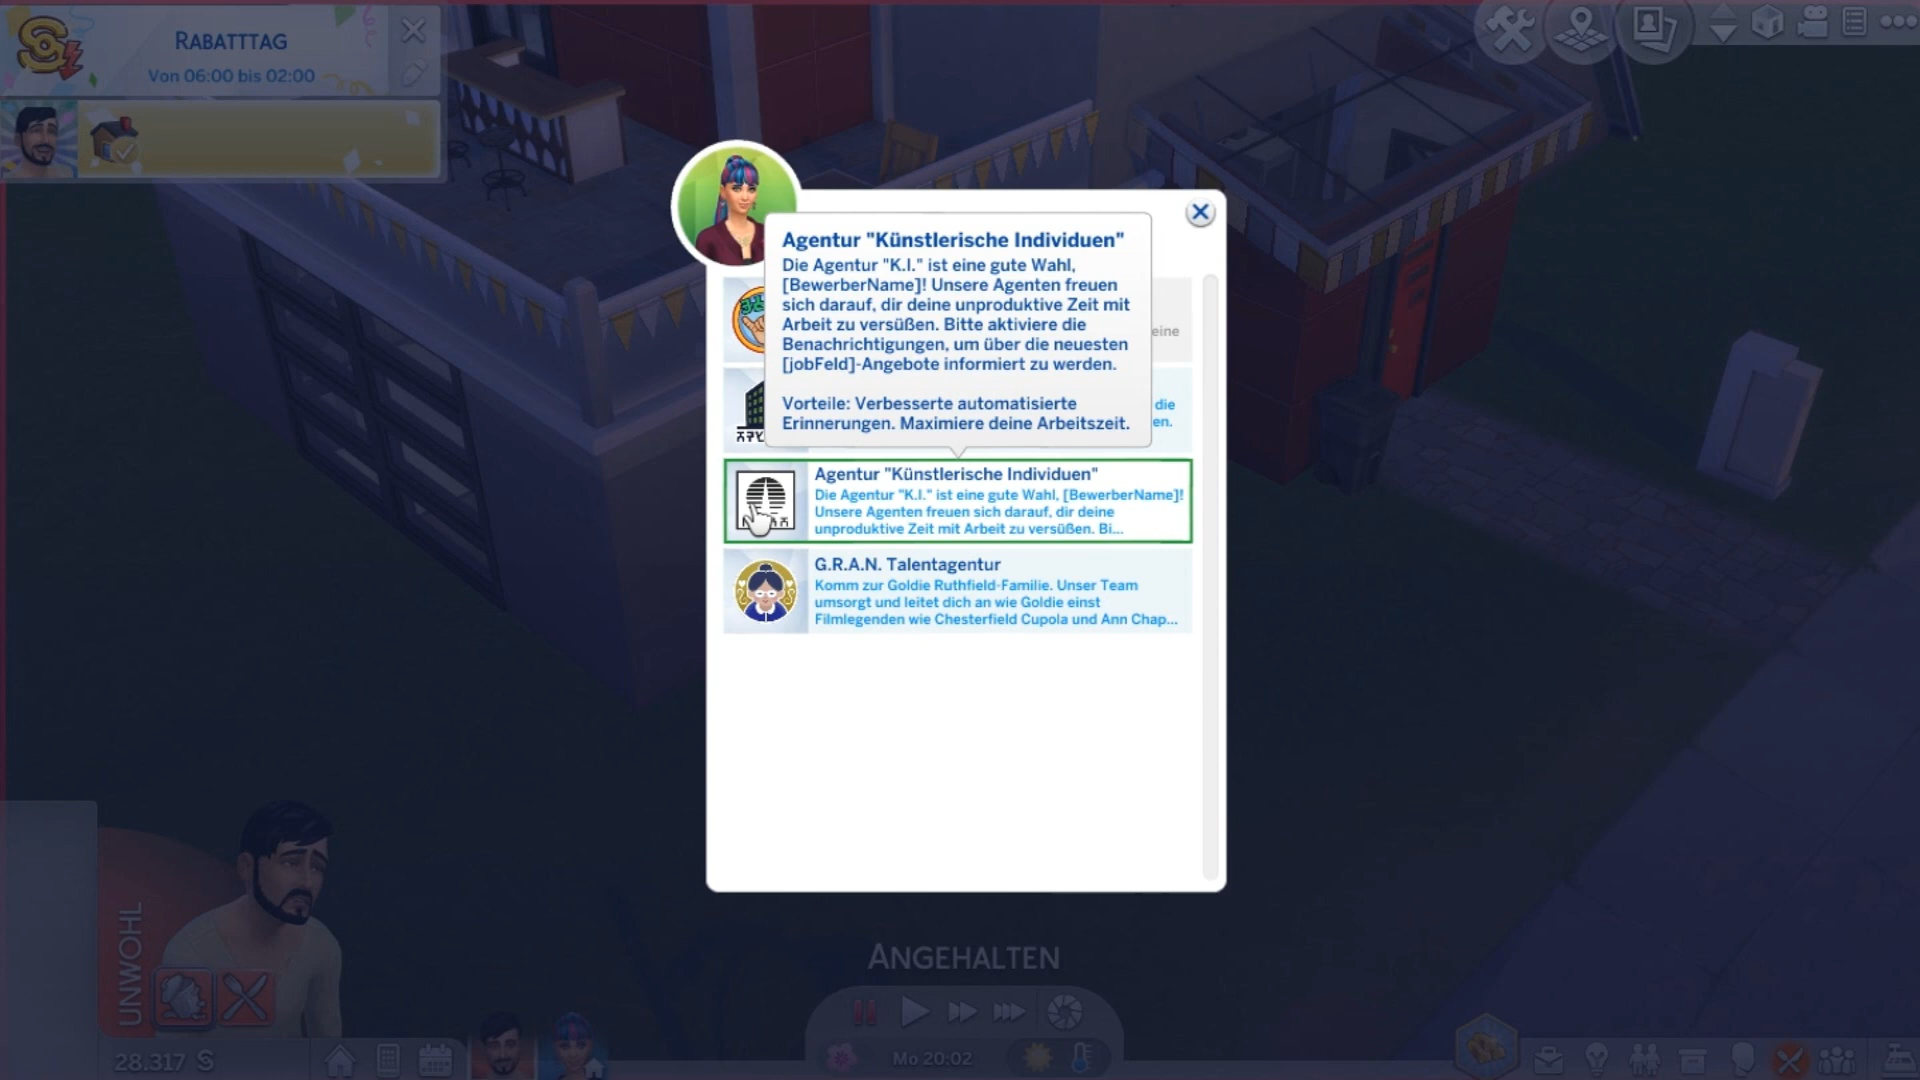 RABATTTAG
Von 06:00 bis 02:00
Agentur "Künstlerische Individuen"
Die Agentur "K.I." ist eine gute Wahl,
[BewerberName]! Unsere Agenten freuen
sich darauf, dir deine unproduktive Zeit mit
Arbeit zu versüßen. Bitte aktiviere die
Benachrichtigungen, um über die neuesten
[jobFeld]-Angebote informiert zu werden.
Vorteile: Verbesserte automatisierte
Erinnerungen. Maximiere deine Arbeitszeit.
eine
die
en.
Agentur "Künstlerische Individuen"
Die Agentur "K.I." ist eine gute Wahl, [BewerberName]!
Unsere Agenten freuen sich darauf, dir deine
unproduktive Zeit mit Arbeit zu versüßen. Bi...
G.R.A.N. Talentagentur
Komm zur Goldie Ruthfield-Familie. Unser Team
umsorgt und leitet dich an wie Goldie einst
Filmlegenden wie Chesterfield Cupola und Ann Chap...
ANGEHALTEN
UNWOHL
28.317
Mo 20:02